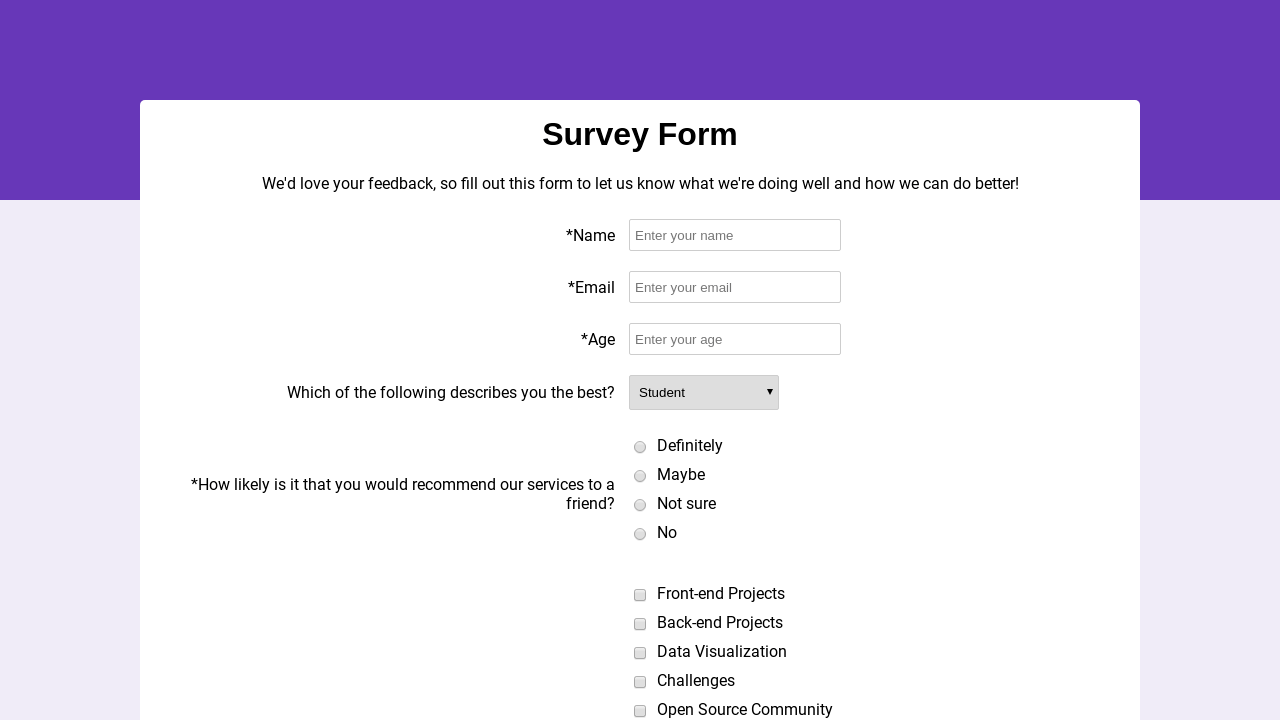 Survey Form
We'd love your feedback, so fill out this form to let us know what we're doing well and how we can do better!
*Name
Enter your name
*Email
Enter your email
*Age
Enter your age
Which of the following describes you the best?
Student
*How likely is it that you would recommend our services to a
friend?
Definitely
Maybe
Not sure
No
Front-end Projects
Back-end Projects
Data Visualization
Challenges
Open Source Community